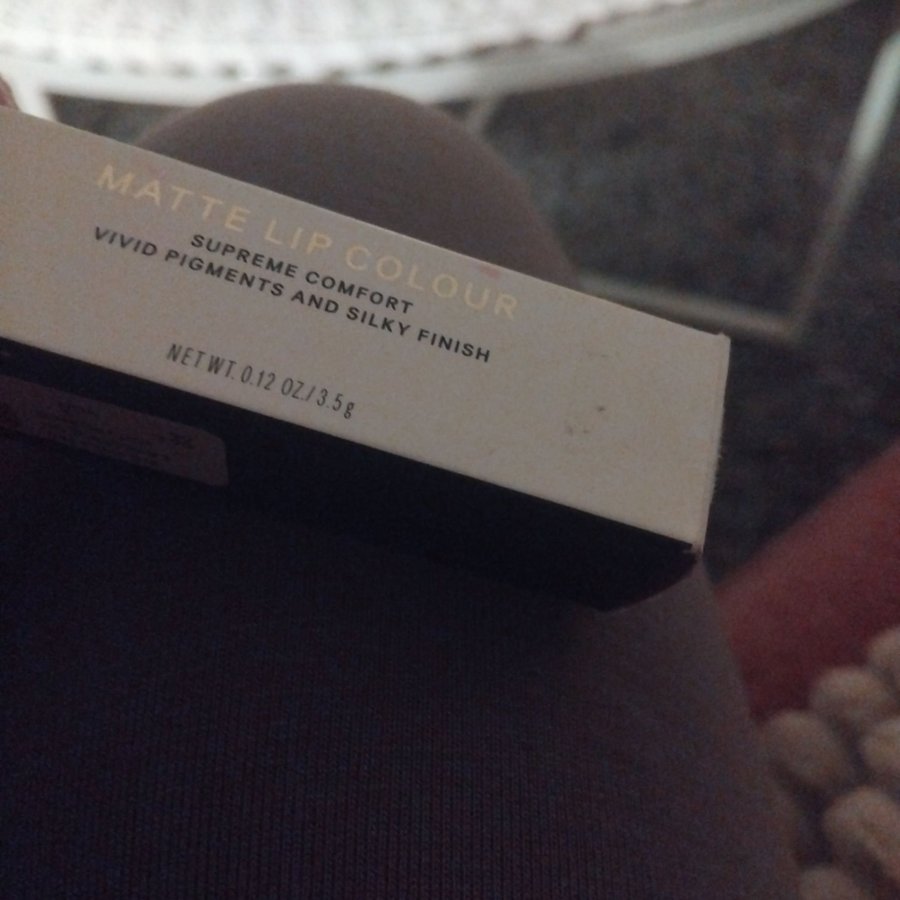 MATTE LIP COLOUR
SUPREME COMFORT
VIVID PIGMENTS AND SILKY FINISH
NET WT. 0.12 OZ./3.5g